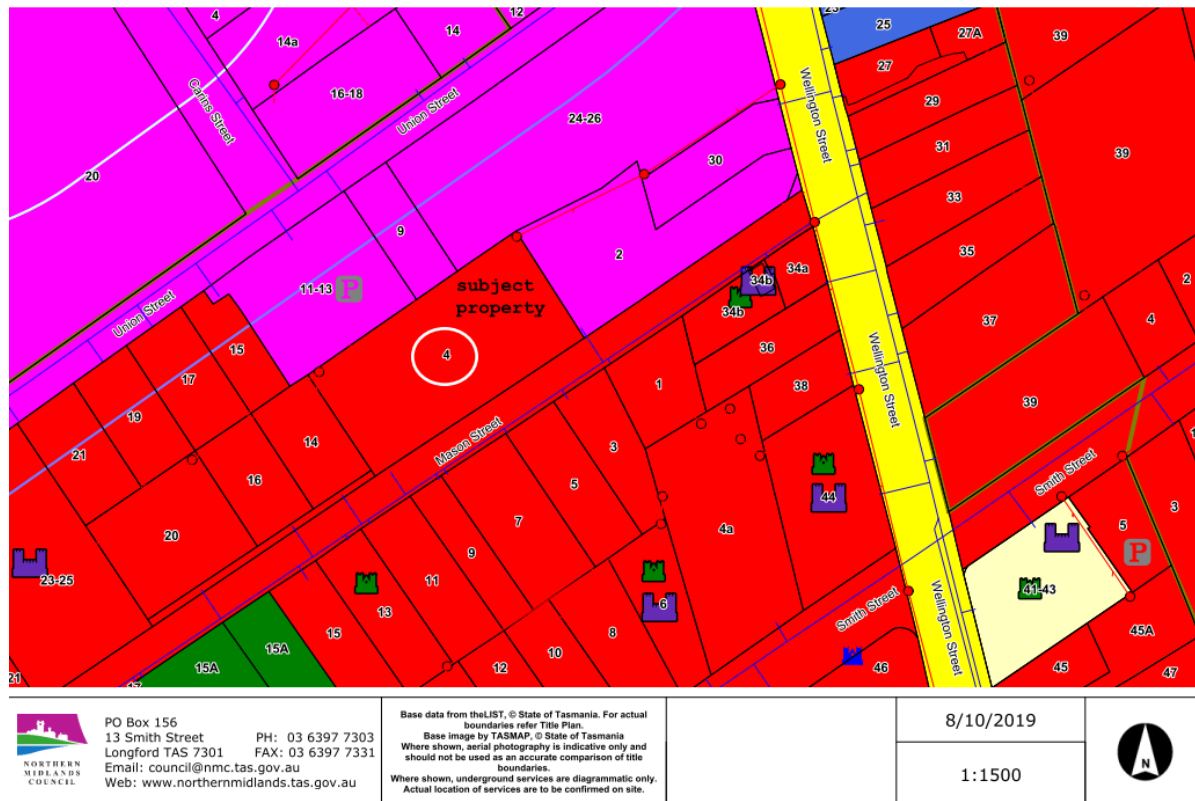 4
14a
14
12
16-18
Carins Street
Union Street
20
24-26
23
25
27A
39
27
29
31
39
33
35
37
Wellington Street
30
9
2
11-13
P
Union Street
subject
property
4
34a
34b
34b
36
38
15
17
19
21
14
16
20
23-25
21
Mason Street
1
3
5
7
9
11
13
15
15A
15A
17
Wellington Street
44
4a
6
8
10
12
2
4
39
Smith Street
3
5
P
41-43
45A
45
47
Smith Street
Wellington Street
46
NORTHERN
MIDLANDS
COUNCIL
PO Box 156
13 Smith Street PH: 03 6397 7303
Longford TAS 7301 FAX: 03 6397 7331
Email: council@nmc.tas.gov.au
Web: www.northernmidlands.tas.gov.au
Base data from theLIST, © State of Tasmania. For actual
boundaries refer Title Plan.
Base image by TASMAP, © State of Tasmania
Where shown, aerial photography is indicative only and
should not be used as an accurate comparison of title
boundaries.
Where shown, underground services are diagrammatic only.
Actual location of services are to be confirmed on site.
8/10/2019
1:1500
N